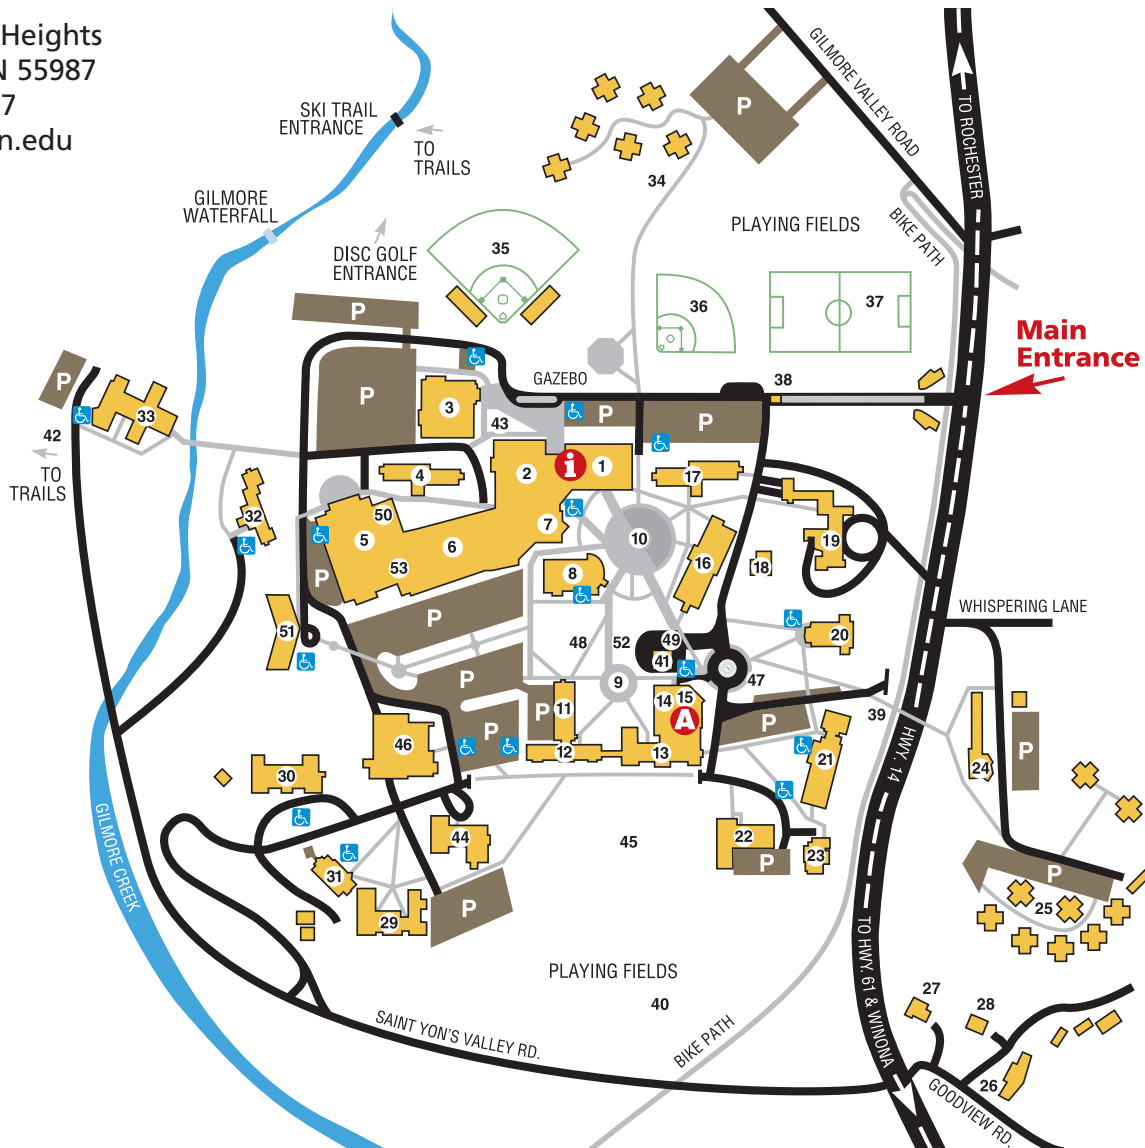 Heights
N 55987
7
n.edu
SKI TRAIL
ENTRANCE
TO
TRAILS
GILMORE
WATERFALL
DISC GOLF
ENTRANCE
GILMORE VALLEY ROAD
TO ROCHESTER
P
34
PLAYING FIELDS
BIKE PATH
35
36
37
Main
Entrance
P
P
P
GAZEBO
38
3
43
P
P
33
42
TO
TRAILS
4
2
i
1
17
32
50
5
6
7
53
10
16
18
19
8
P
P
51
48
52
49
41
20
WHISPERING LANE
9
47
P
P
P
11
14
15
A
12
13
P
39
HWY. 14
46
21
24
P
30
GILMORE CREEK
44
45
22
P
23
31
29
P
P
25
PLAYING FIELDS
40
TO HWY. 61 & WINONA
27
28
26
SAINT YON'S VALLEY RD.
BIKE PATH
GOODVIEW RD.